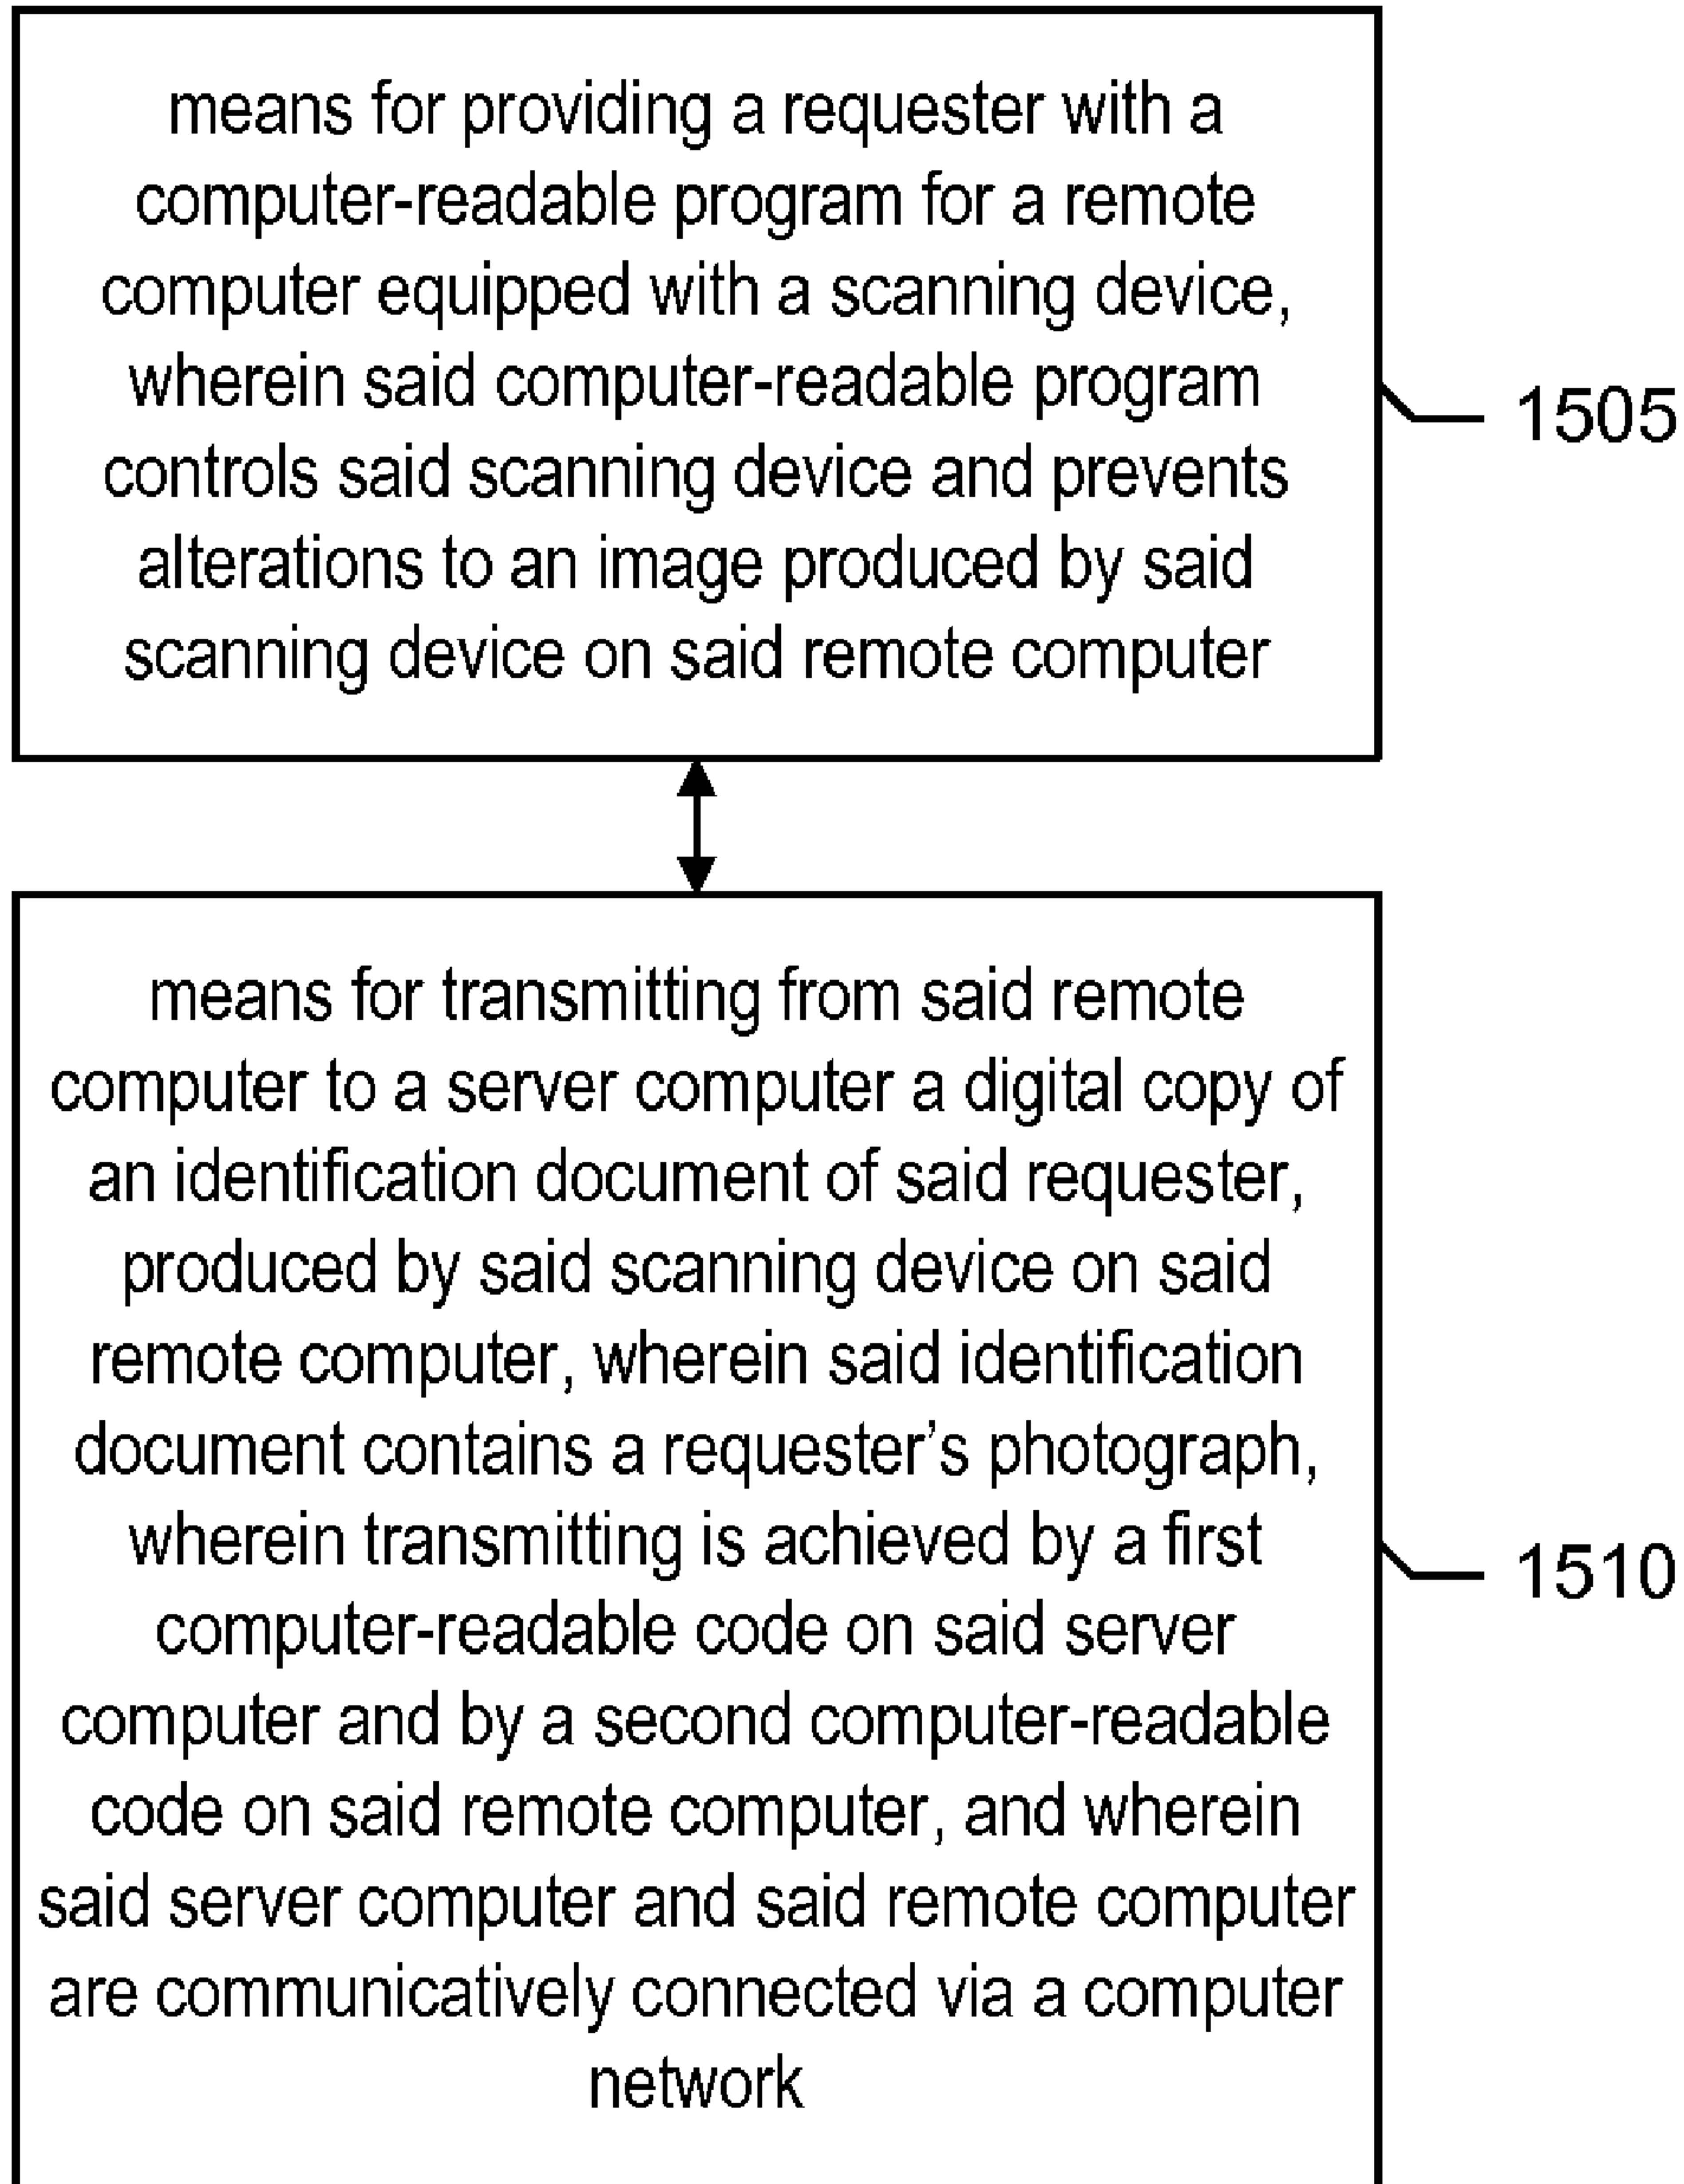 means for providing a requester with a
computer-readable program for a remote
computer equipped with a scanning device,
wherein said computer-readable program
controls said scanning device and prevents
alterations to an image produced by said
scanning device on said remote computer
1505
means for transmitting from said remote
computer to a server computer a digital copy of
an identification document of said requester,
produced by said scanning device on said
remote computer, wherein said identification
document contains a requester’s photograph,
wherein transmitting is achieved by a first
computer-readable code on said server
computer and by a second computer-readable
code on said remote computer, and wherein
said server computer and said remote computer
are communicatively connected via a computer
network
1510